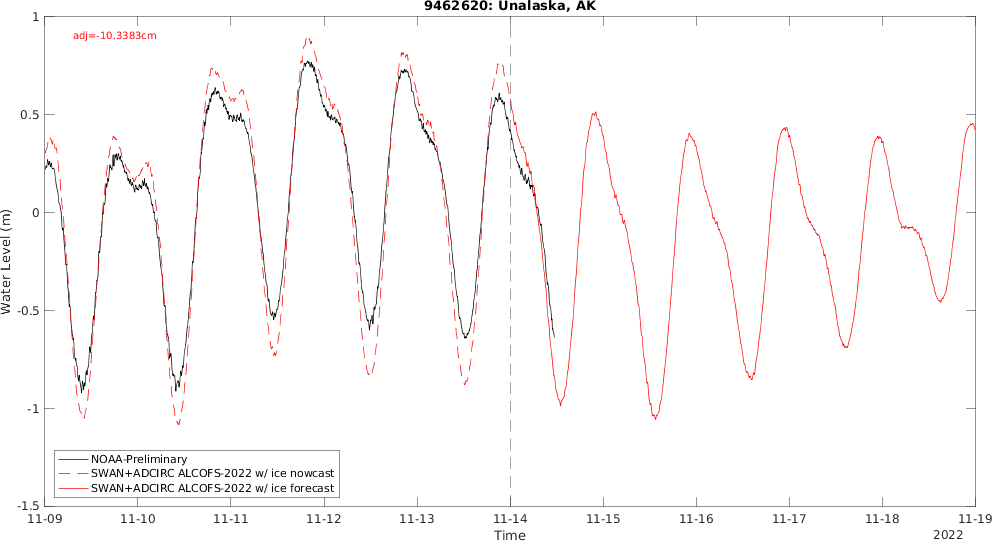 9462620: Unalaska, AK
adj=-10.3383cm
1
0.5
0
-0.5
-1
-1.5
Water Level (m)
NOAA-Preliminary
SWAN+ADCIRC ALCOFS-2022 w/ ice nowcast
SWAN+ADCIRC ALCOFS-2022 w/ ice forecast
11-09 11-10 11-11 11-12 11-13 11-14 11-15 11-16 11-17 11-18 11-19
Time
2022